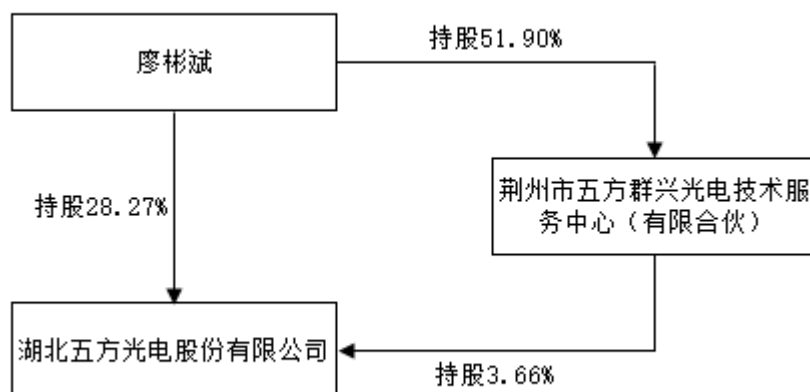 持股51.90%
廖彬斌
荆州市五方群兴光电技术服
务中心（有限合伙）
持股28.27%
湖北五方光电股份有限公司
持股3.66%